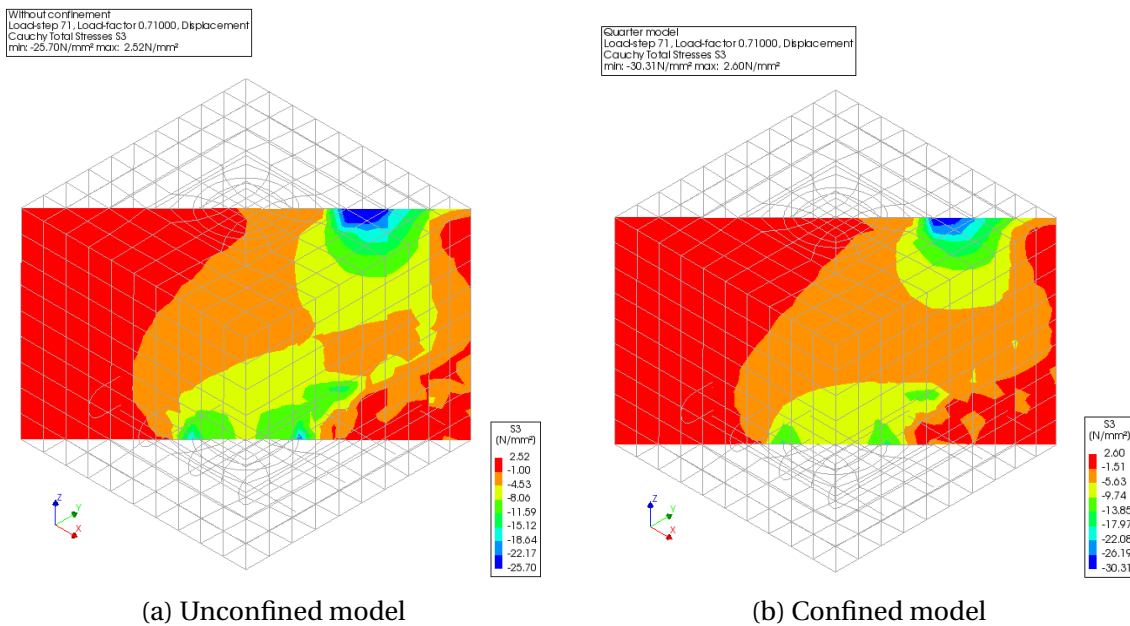 Without confinement
Load-step 71, Load-factor 0.71000, Displacement
Cauchy Total Stresses S3
min: -25.70N/mm² max: 2.52N/mm²
Quarter model
Load-step 71, Load-factor 0.71000, Displacement
Cauchy Total Stresses S3
min: -30.31N/mm² max: 2.60N/mm²
S3
(N/mm²)
2.52
-1.00
-4.53
-8.06
-11.59
-15.12
-18.64
-22.17
-25.70
Z
Y
X
S3
(N/mm²)
2.60
-1.51
-5.63
-9.74
-13.85
-17.97
-22.08
-26.19
-30.31
Z
Y
X
(a) Unconfined model
(b) Confined model